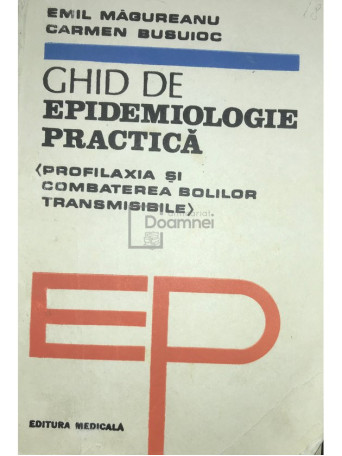 EMIL MĂGUREANU
CARMEN BUSUIOC
GHID DE
EPIDEMIOLOGIE
PRACTICĂ
(PROFILAXIA ȘI
COMBATEREA BOLILOR
TRANSMISIBILE)
Doamnei
EP
EDITURA MEDICALĂ